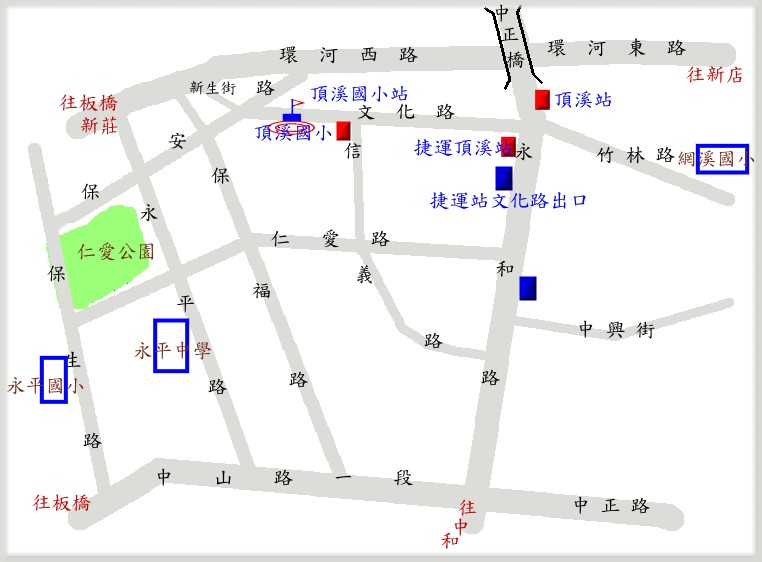 中正橋
環河西路
環河東路
往新店
新生街
往板橋
新莊
頂溪國小站
頂溪站
文化路
頂溪國小
信義路
捷運頂溪站
永和路
竹林路
網溪國小
捷運站文化路出口
保安路
保福路
永平路
仁愛公園
仁愛路
保生路
中興街
永平中學
永平國小
中山路一段
往板橋
中正路
往中和